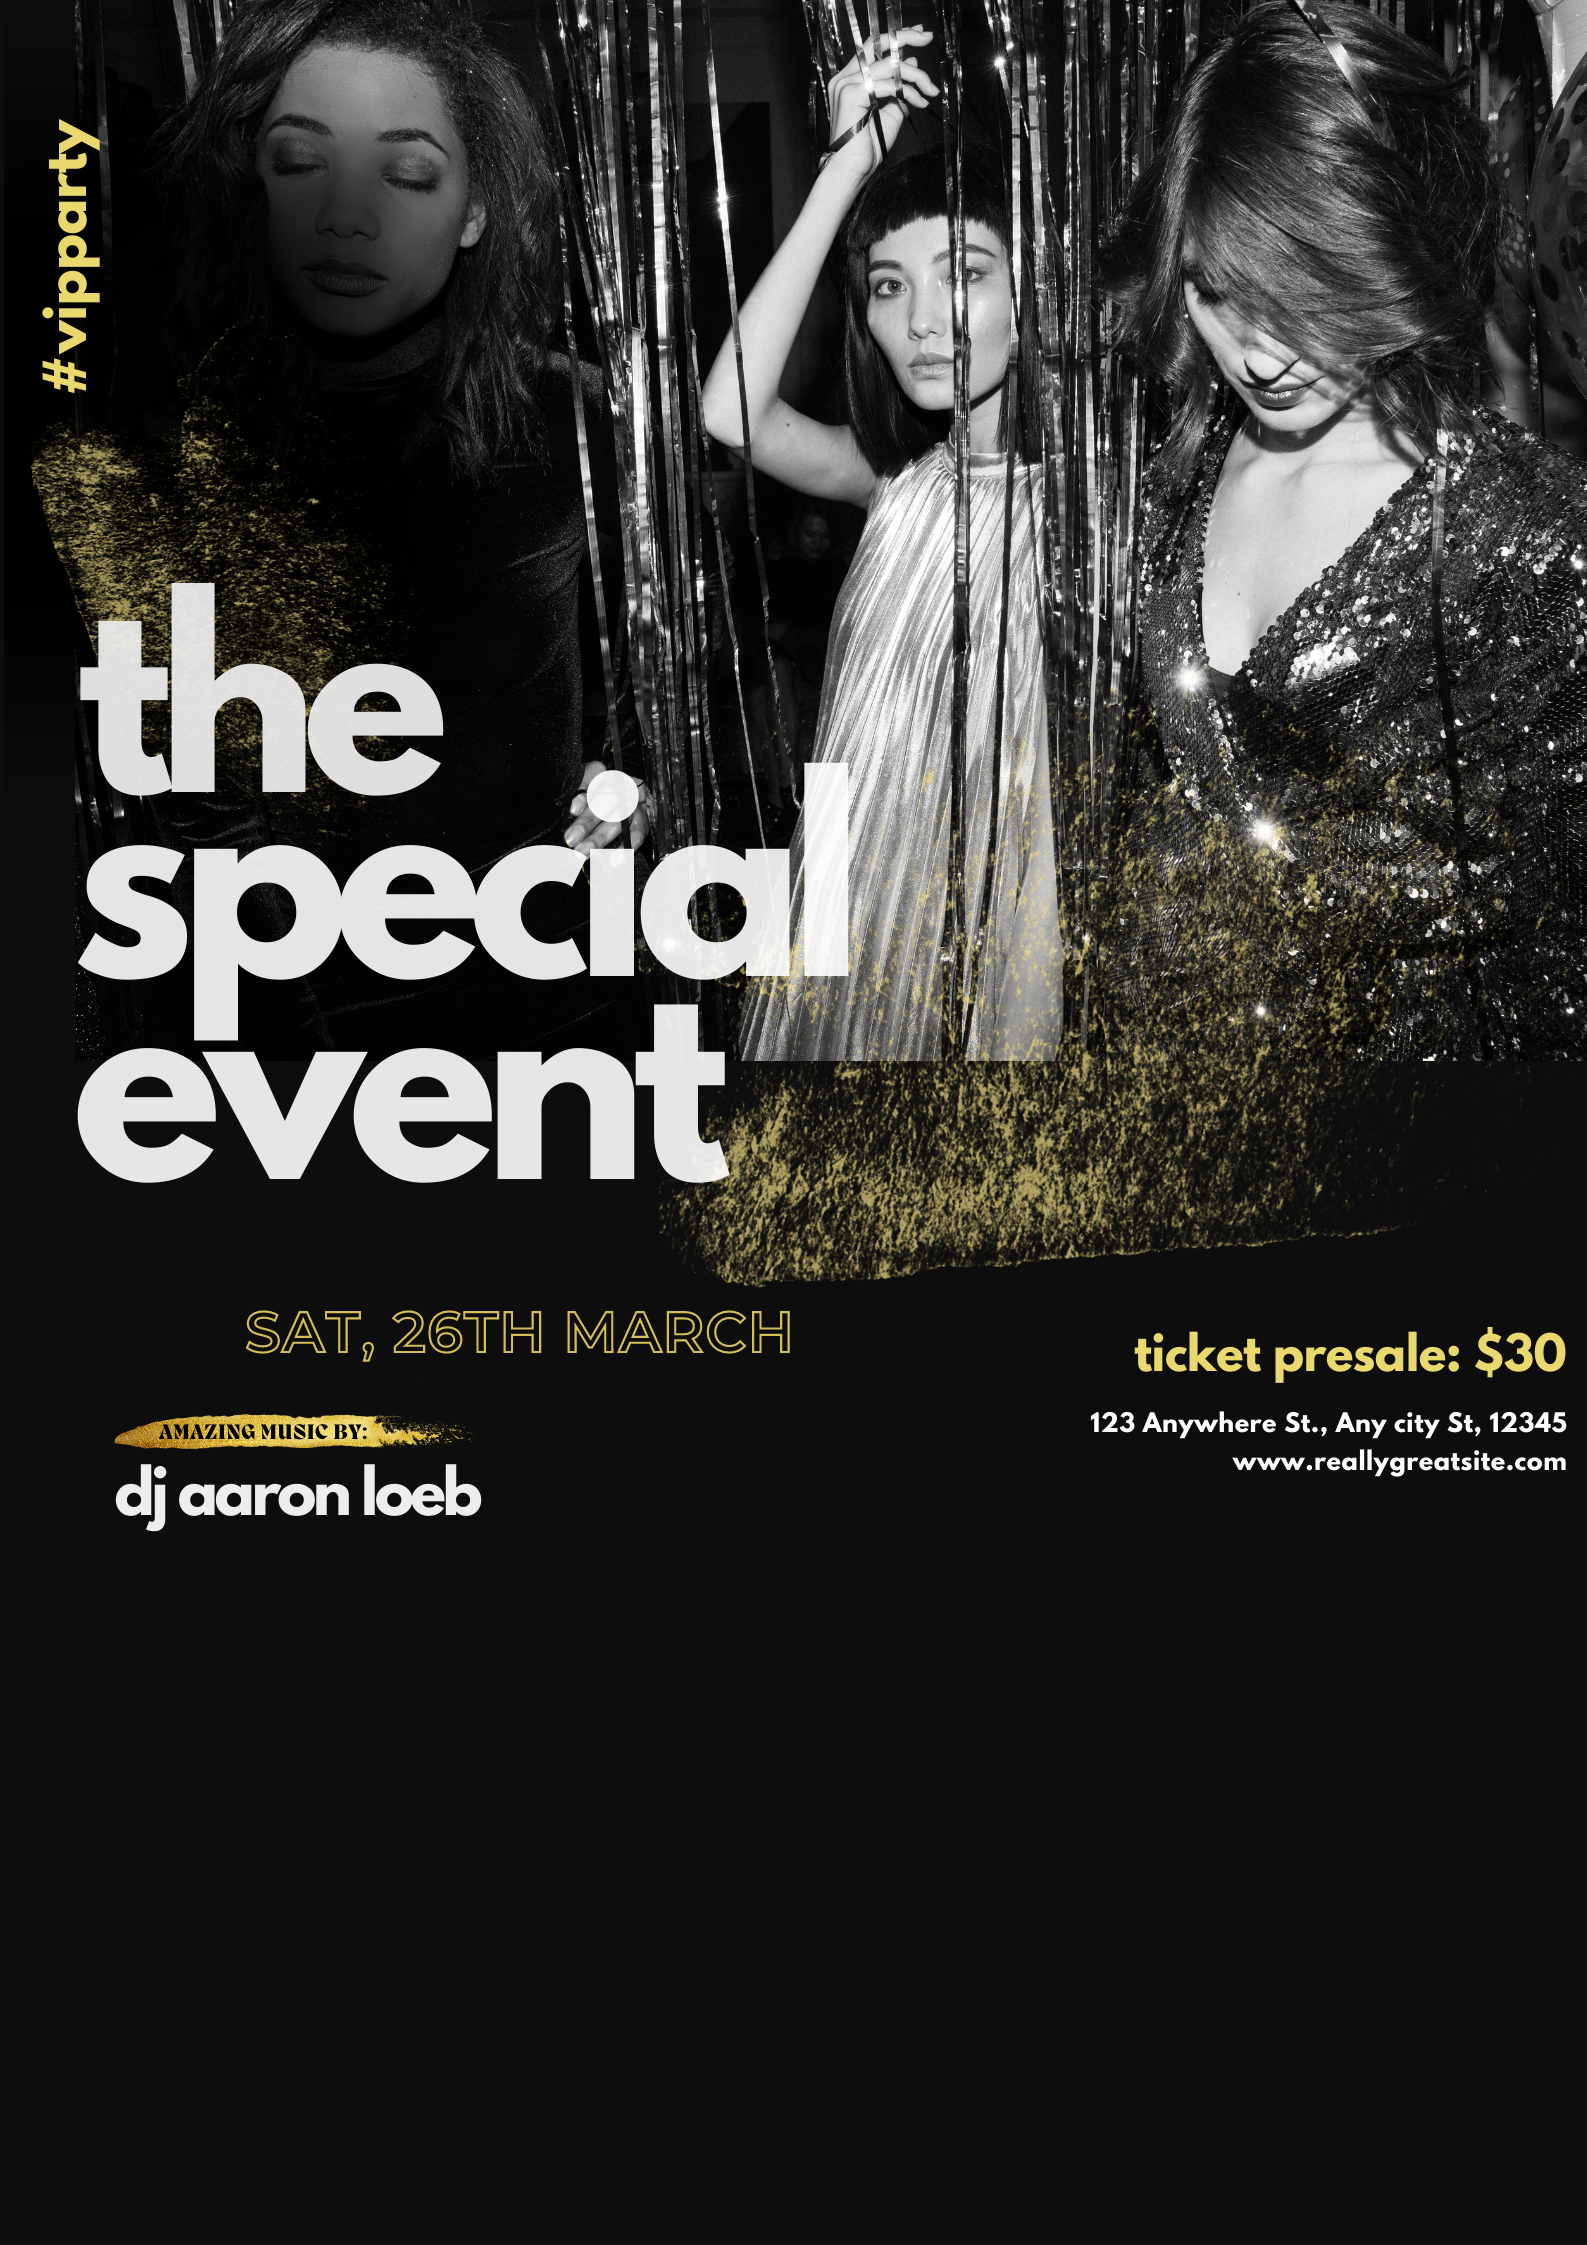 #vipparty
the
special
event
SAT, 26TH MARCH
ticket presale: $30
123 Anywhere St., Any city St, 12345
www.reallygreatsite.com
AMAZING MUSIC BY:
dj aaron loeb